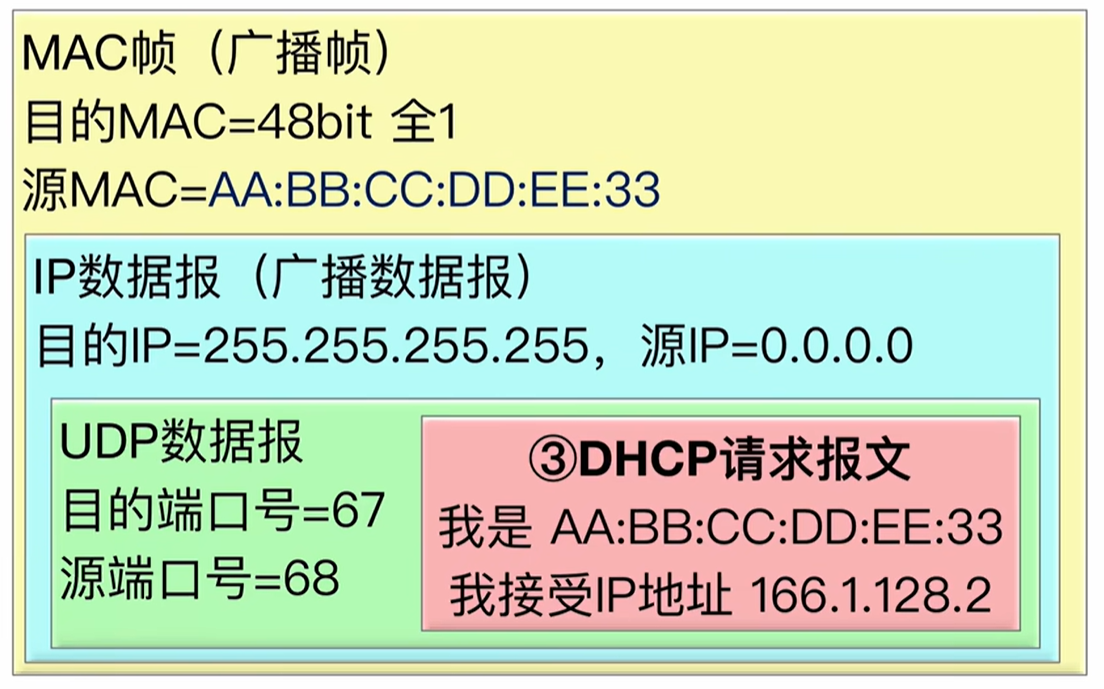 MAC帧（广播帧）
目的MAC=48bit 全1
源MAC=AA:BB:CC:DD:EE:33
IP数据报（广播数据报）
目的IP=255.255.255.255，源IP=0.0.0.0
UDP数据报
目的端口号=67
源端口号=68
③DHCP请求报文
我是 AA:BB:CC:DD:EE:33
我接受IP地址 166.1.128.2